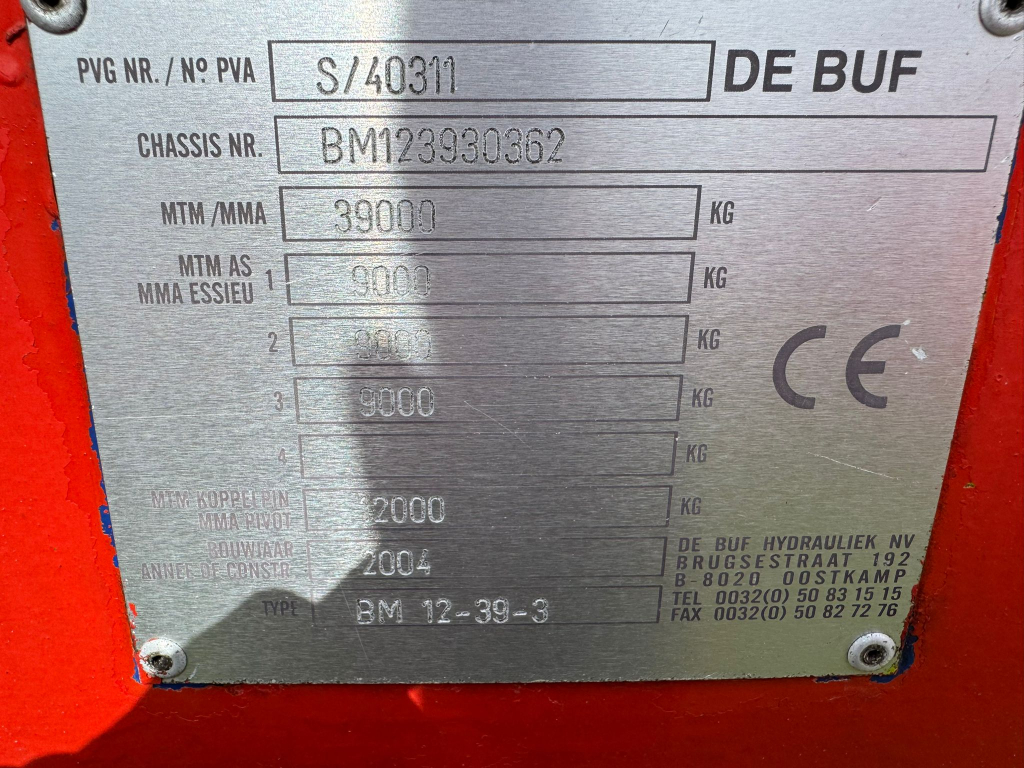 PVG NR. / Nº PVA S/40311 DE BUF
CHASSIS NR. BM123930362
MTM /MMA 39000 KG
MTM AS
MMA ESSIEU 1 9000 KG
2 9000 KG
3 9000 KG
4 KG
MTM KOPPELPIN
MMA PIVOT 12000 KG
BOUWJAAR
ANNEE DE CONSTR 2004
TYPE BM 12-39-3
CE
DE BUF HYDRAULIEK NV
BRUGSESTRAAT 192
B-8020 OOSTKAMP
TEL 0032(0) 50 83 15 15
FAX 0032(0) 50 82 72 76